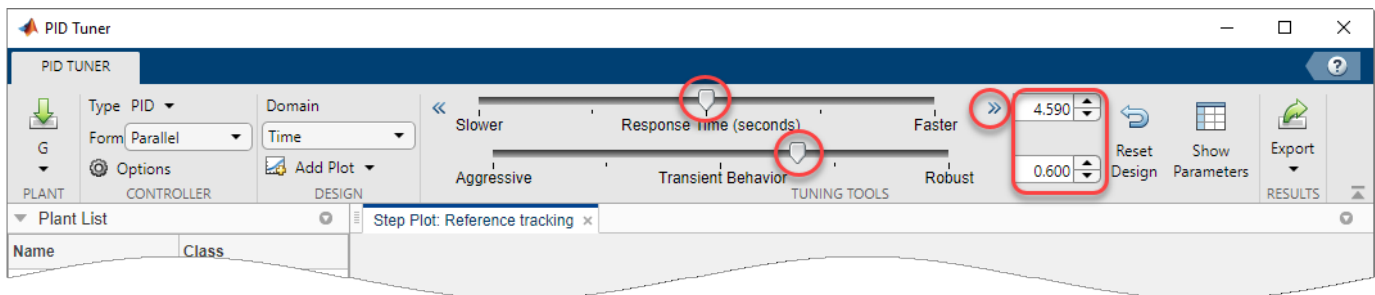 PID Tuner
PID TUNER
?
Type PID
Domain
Slower
Response Time (seconds)
Faster
4.590
Form Parallel
Time
G
Options
Add Plot
Aggressive
Transient Behavior
Robust
0.600
Reset Design
Show Parameters
Export
PLANT
CONTROLLER
DESIGN
TUNING TOOLS
RESULTS
Plant List
Step Plot: Reference tracking
Name
Class